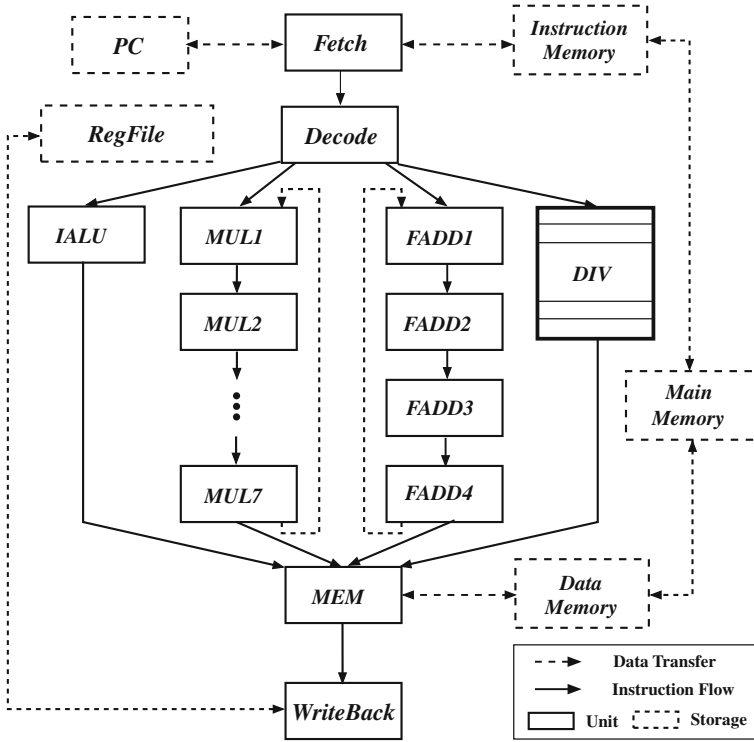 PC
Fetch
Instruction
Memory
RegFile
Decode
IALU
MUL1
FADD1
DIV
MUL2
FADD2
FADD3
Main
Memory
MUL7
FADD4
MEM
Data
Memory
WriteBack
Data Transfer
Instruction Flow
Unit
Storage